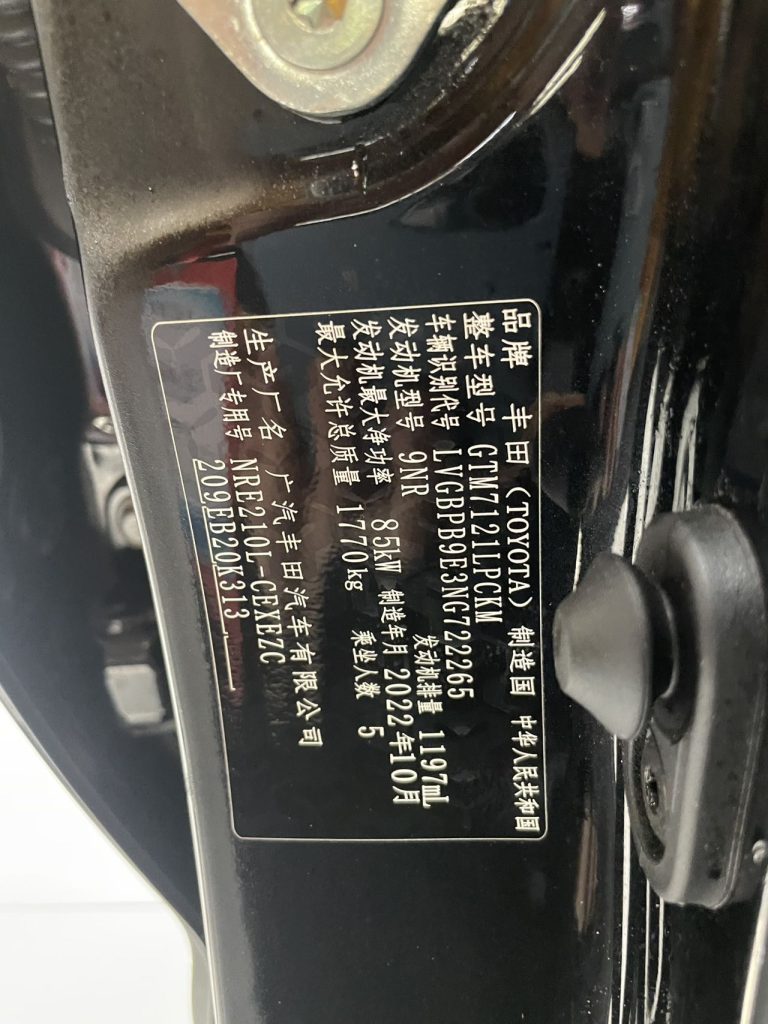 品牌 丰田（TOYOTA） 制造国 中华人民共和国
整车型号 GTM7121LPCKM
车辆识别代号 LVGBPB9E3NG722265
发动机型号 9NR 发动机排量 1197mL
发动机最大净功率 85kW 制造年月 2022年10月
最大允许总质量 1770kg 乘坐人数 5
生产厂名 广汽丰田汽车有限公司
制造厂专用号 NRE210L-CEXEZC
209EB20K313